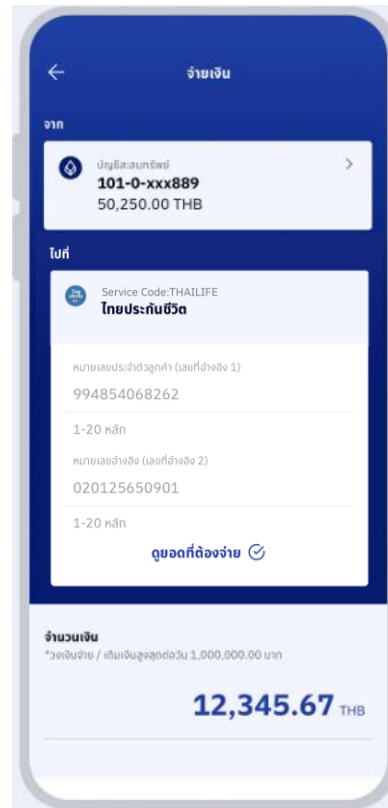 จ่ายเงิน
จาก
บัญชีสะสมทรัพย์
101-0-xxx889
50,250.00 THB
ไปที่
Service Code:THAILIFE
ไทยประกันชีวิต
หมายเลขประจำตัวลูกค้า (เลขที่อ้างอิง 1)
994854068262
1-20 หลัก
หมายเลขอ้างอิง (เลขที่อ้างอิง 2)
020125650901
1-20 หลัก
ดูยอดที่ต้องจ่าย
จำนวนเงิน
*วงเงินจ่าย / เติมเงินสูงสุดต่อวัน 1,000,000.00 บาท
12,345.67 THB